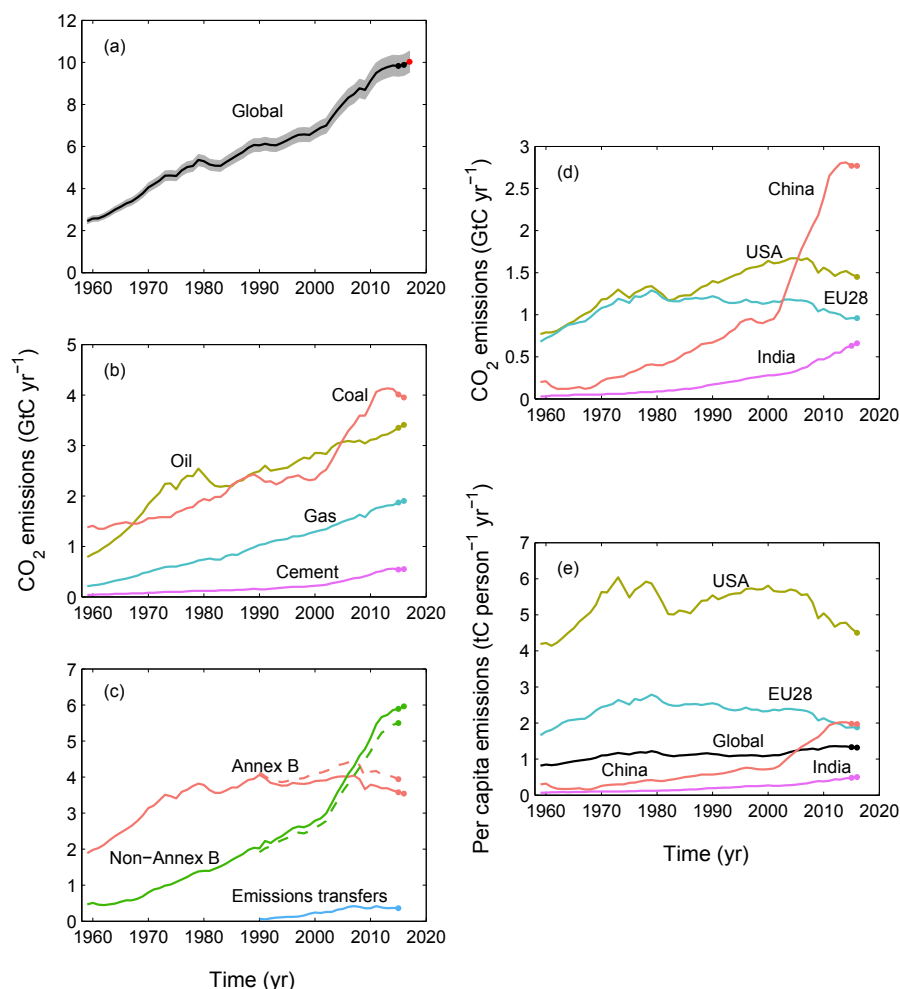 (a)
Global
12
10
8
6
4
2
0
1960 1970 1980 1990 2000 2010 2020
(b)
Coal
Oil
Gas
Cement
5
4
3
2
1
0
1960 1970 1980 1990 2000 2010 2020
CO₂ emissions (GtC yr⁻¹)
(c)
Annex B
Non−Annex B
Emissions transfers
7
6
5
4
3
2
1
0
1960 1970 1980 1990 2000 2010 2020
Time (yr)
(d)
China
USA
EU28
India
3
2.5
2
1.5
1
0.5
0
1960 1970 1980 1990 2000 2010 2020
CO₂ emissions (GtC yr⁻¹)
(e)
USA
EU28
Global
China
India
7
6
5
4
3
2
1
0
1960 1970 1980 1990 2000 2010 2020
Per capita emissions (tC person⁻¹ yr⁻¹)
Time (yr)